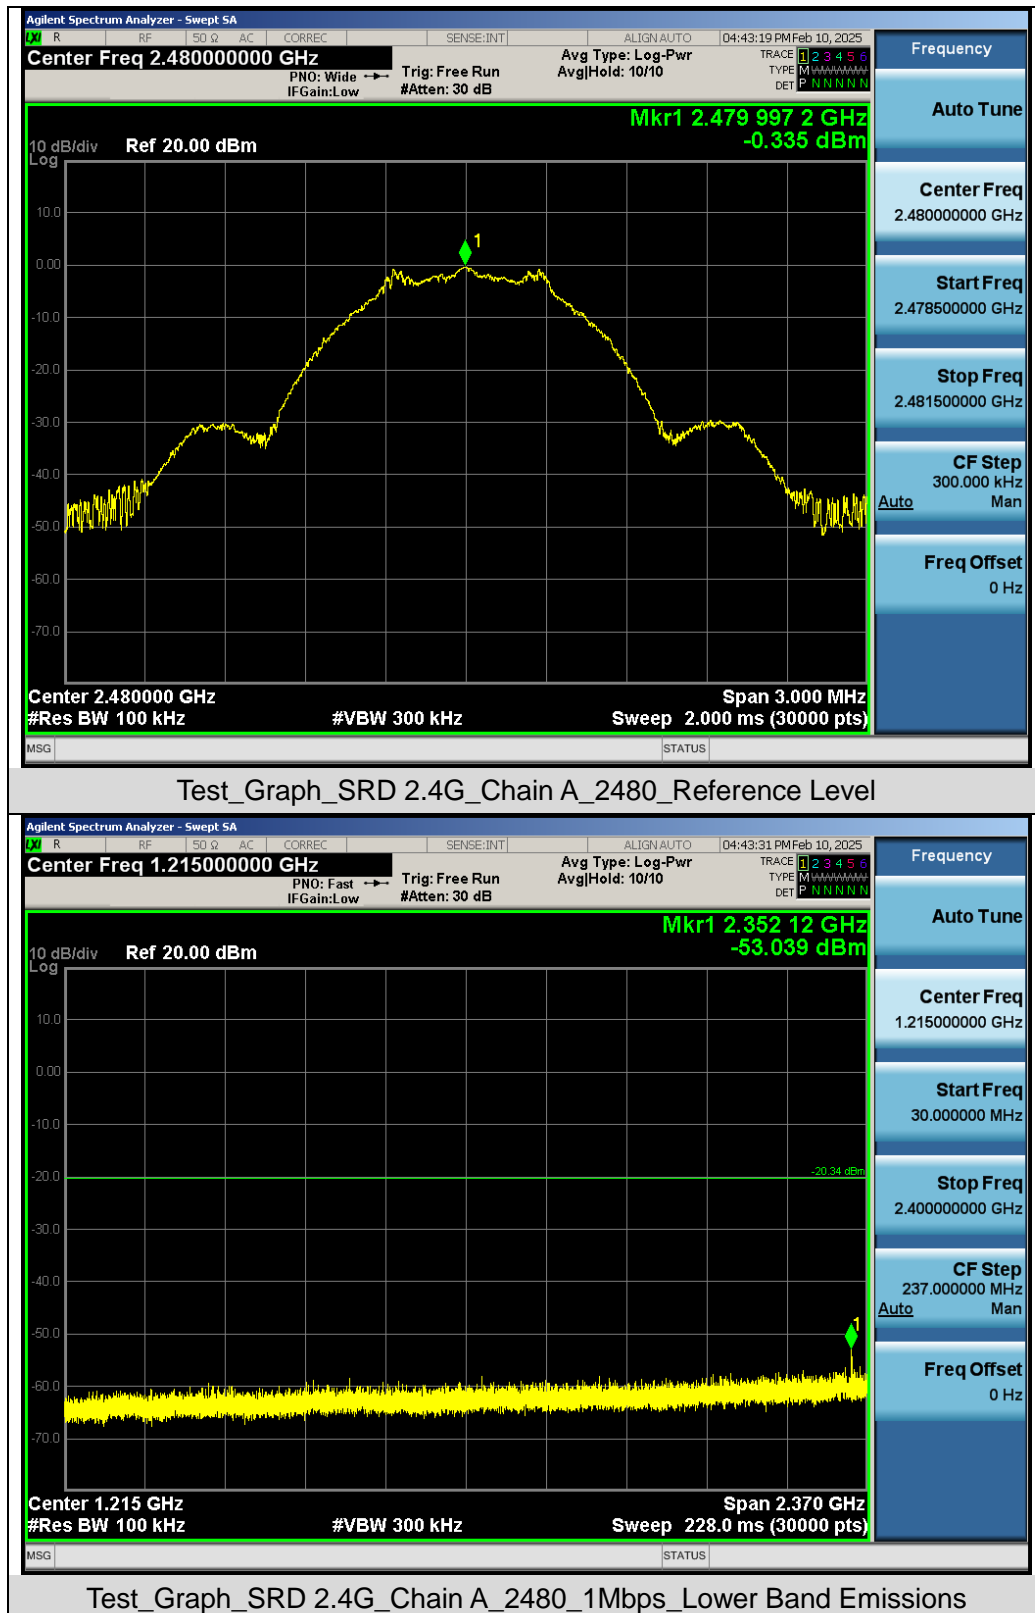 Agilent Spectrum Analyzer - Swept SA
LXI R RF 50 Ω AC CORREC SENSE:INT ALIGN AUTO 04:43:19 PM Feb 10, 2025
Center Freq 2.480000000 GHz
PNO: Wide
IFGain:Low
Trig: Free Run
#Atten: 30 dB
Avg Type: Log-Pwr
Avg|Hold: 10/10
TRACE 1 2 3 4 5 6
TYPE M
DET P N N N N N
Mkr1 2.479 997 2 GHz
-0.335 dBm
10 dB/div Ref 20.00 dBm
Log
10.0
0.00
-10.0
-20.0
-30.0
-40.0
-50.0
-60.0
-70.0
1
Center 2.480000 GHz Span 3.000 MHz
#Res BW 100 kHz #VBW 300 kHz Sweep 2.000 ms (30000 pts)
MSG STATUS
Frequency
Auto Tune
Center Freq
2.480000000 GHz
Start Freq
2.478500000 GHz
Stop Freq
2.481500000 GHz
CF Step
300.000 kHz
Auto Man
Freq Offset
0 Hz
Test_Graph_SRD 2.4G_Chain A_2480_Reference Level
Agilent Spectrum Analyzer - Swept SA
LXI R RF 50 Ω AC CORREC SENSE:INT ALIGN AUTO 04:43:31 PM Feb 10, 2025
Center Freq 1.215000000 GHz
PNO: Fast
IFGain:Low
Trig: Free Run
#Atten: 30 dB
Avg Type: Log-Pwr
Avg|Hold: 10/10
TRACE 1 2 3 4 5 6
TYPE M
DET P N N N N N
Mkr1 2.352 12 GHz
-53.039 dBm
10 dB/div Ref 20.00 dBm
Log
10.0
0.00
-10.0
-20.0
-30.0
-40.0
-50.0
-60.0
-70.0
-20.34 dBm
1
Center 1.215 GHz Span 2.370 GHz
#Res BW 100 kHz #VBW 300 kHz Sweep 228.0 ms (30000 pts)
MSG STATUS
Frequency
Auto Tune
Center Freq
1.215000000 GHz
Start Freq
30.000000 MHz
Stop Freq
2.400000000 GHz
CF Step
237.000000 MHz
Auto Man
Freq Offset
0 Hz
Test_Graph_SRD 2.4G_Chain A_2480_1Mbps_Lower Band Emissions